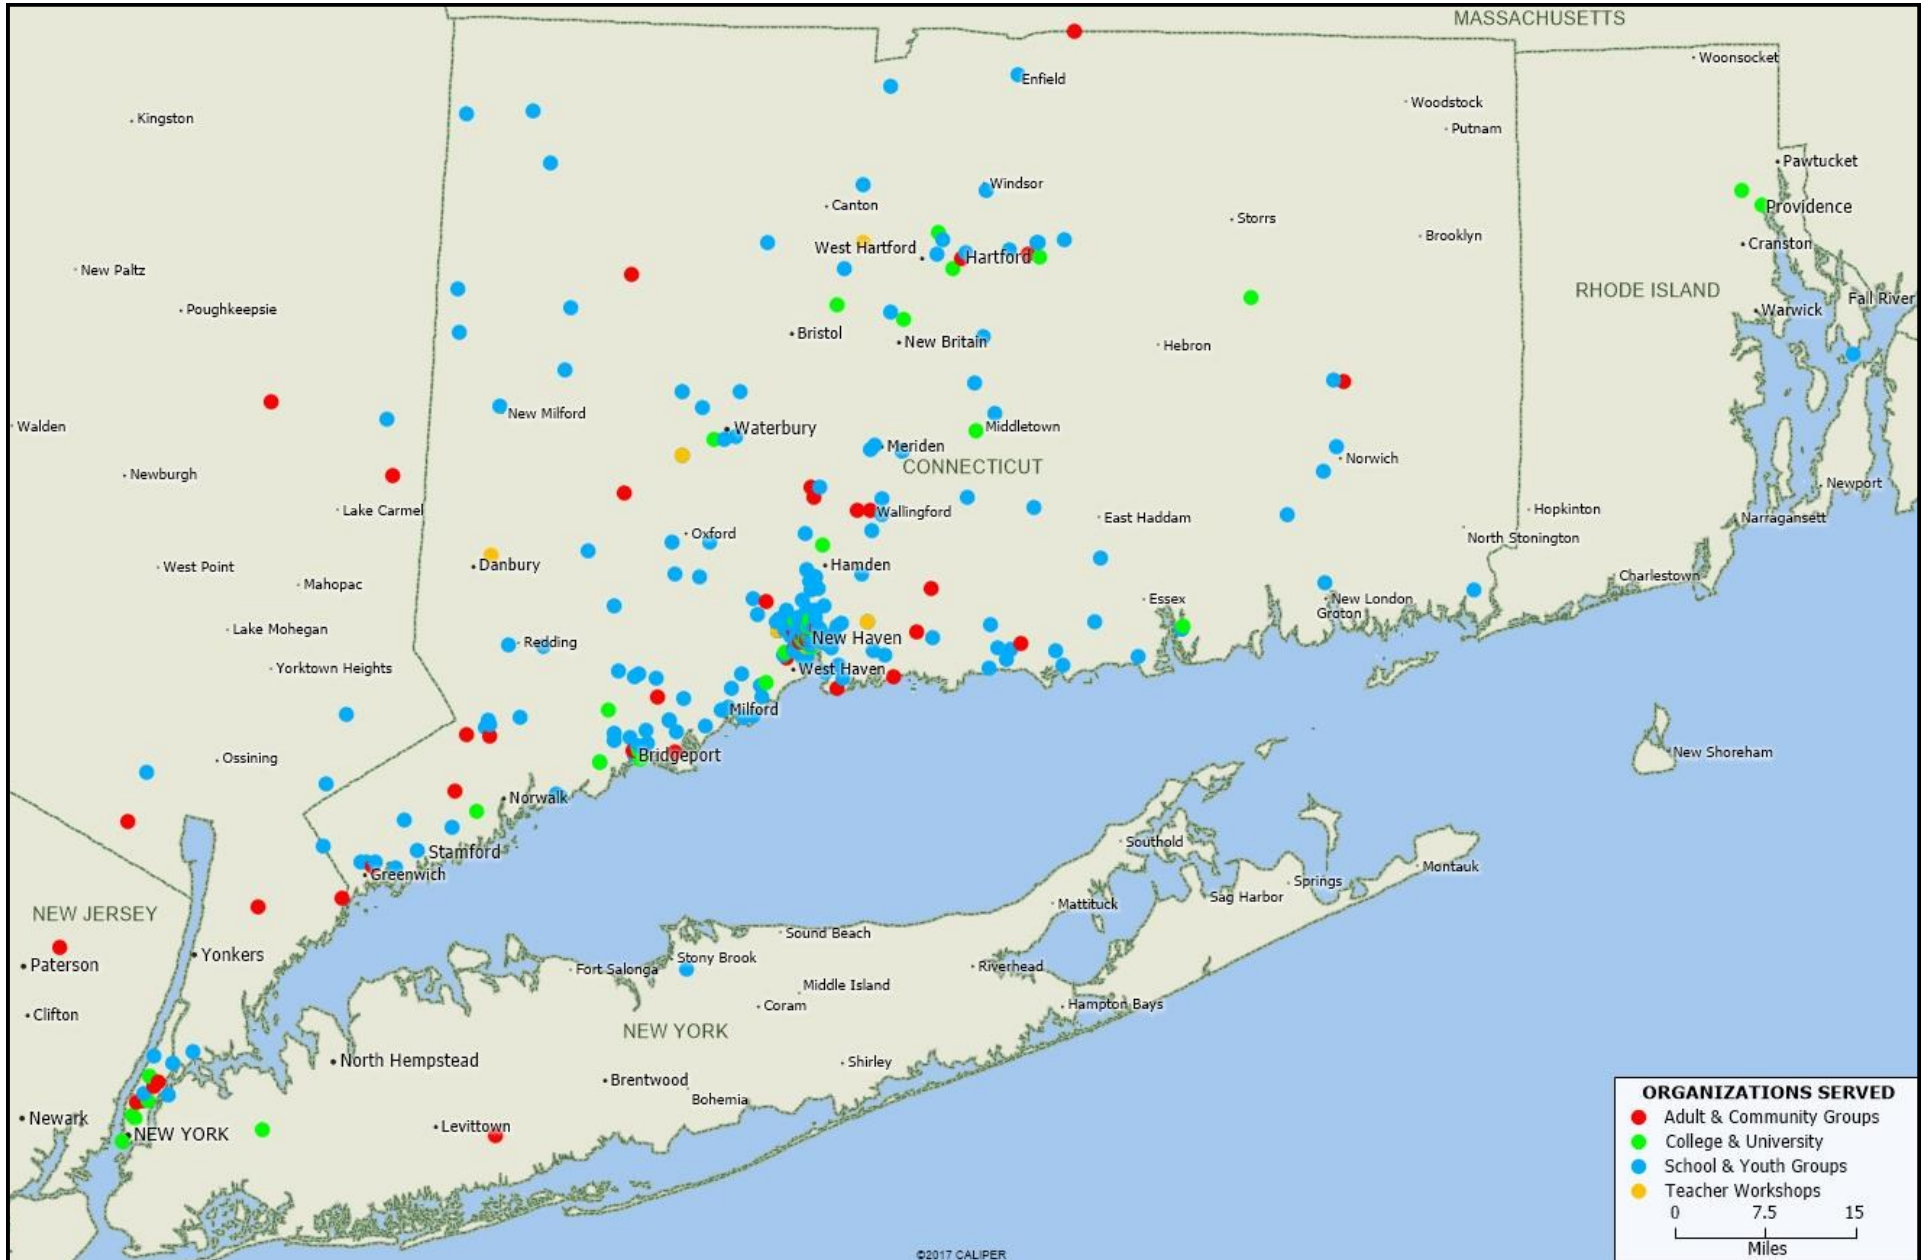 MASSACHUSETTS
Woonsocket
Enfield
Woodstock
Kingston
Putnam
Pawtucket
Windsor
Canton
Providence
Storrs
Brooklyn
West Hartford
Cranston
Hartford
New Paltz
RHODE ISLAND
Fall River
Poughkeepsie
Warwick
Bristol
New Britain
Hebron
New Milford
Walden
Waterbury
Middletown
Meriden
CONNECTICUT
Norwich
Newburgh
Newport
Lake Carmel
Wallingford
East Haddam
Hopkinton
Narragansett
Oxford
North Stonington
West Point
Danbury
Hamden
Charlestown
Mahopac
Essex
New London
Groton
Lake Mohegan
Redding
New Haven
Yorktown Heights
West Haven
Milford
Ossining
Bridgeport
New Shoreham
Norwalk
Southold
Stamford
Montauk
Greenwich
Springs
Sag Harbor
Mattituck
NEW JERSEY
Sound Beach
Yonkers
Stony Brook
Paterson
Fort Salonga
Riverhead
Middle Island
Coram
Hampton Bays
Clifton
NEW YORK
North Hempstead
Shirley
Brentwood
Bohemia
Newark
Levittown
NEW YORK
ORGANIZATIONS SERVED
Adult & Community Groups
College & University
School & Youth Groups
Teacher Workshops
0 7.5 15
Miles
©2017 CALIPER